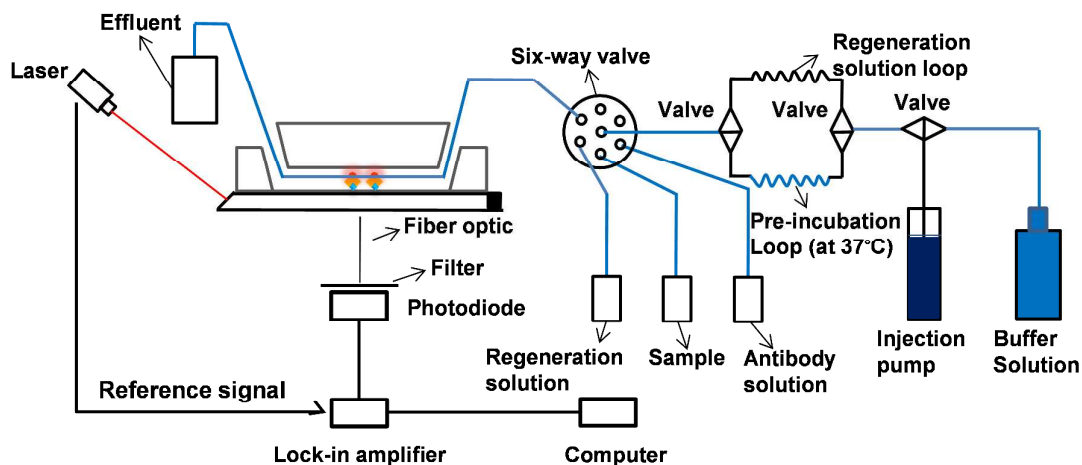 Effluent
Laser
Six-way valve
Regeneration
solution loop
Valve
Valve
Valve
Pre-incubation
Loop (at 37°C)
Fiber optic
Filter
Photodiode
Regeneration
solution
Sample
Antibody
solution
Injection
pump
Buffer
Solution
Reference signal
Lock-in amplifier
Computer